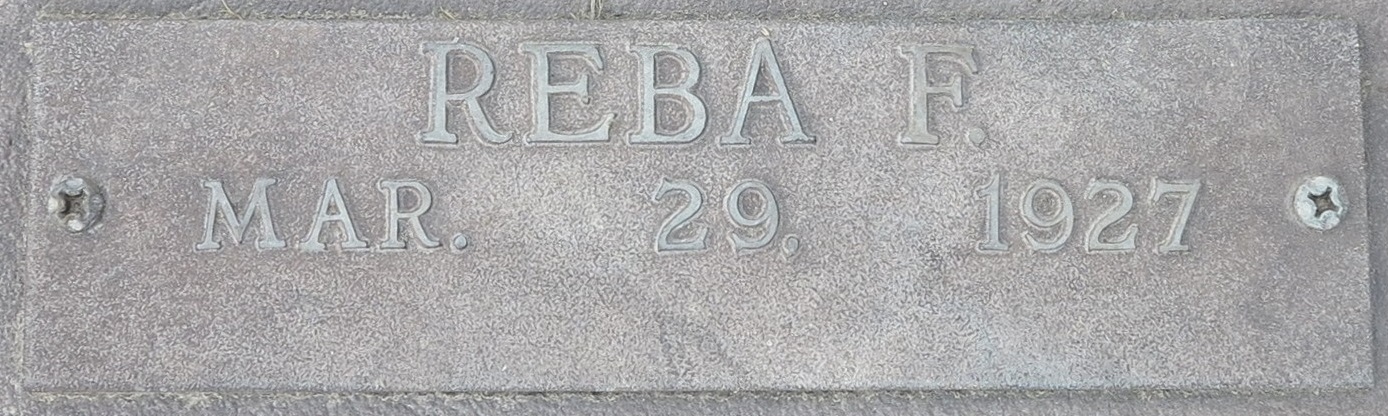 REBA F.
MAR. 29, 1927